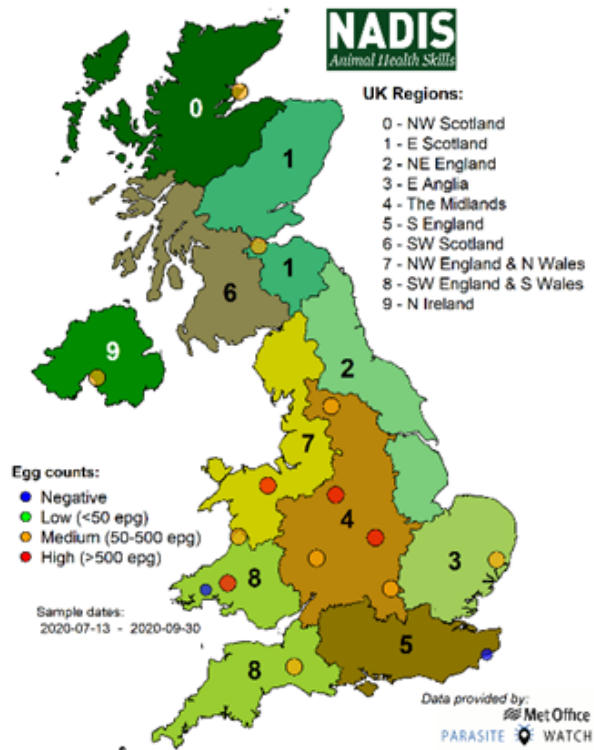 NADIS
Animal Health Skills
UK Regions:
0 - NW Scotland
1 - E Scotland
2 - NE England
3 - E Anglia
4 - The Midlands
5 - S England
6 - SW Scotland
7 - NW England & N Wales
8 - SW England & S Wales
9 - N Ireland
0
1
1
6
9
2
7
4
3
8
5
8
Egg counts:
Negative
Low (<50 epg)
Medium (50-500 epg)
High (>500 epg)
Sample dates:
2020-07-13 - 2020-09-30
Data provided by:
Met Office
PARASITE WATCH